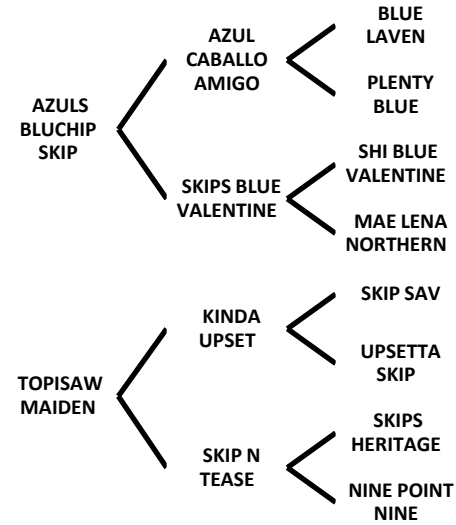 BLUE
LAVEN
AZUL
CABALLO
AMIGO
PLENTY
BLUE
AZULS
BLUCHIP
SKIP
SHI BLUE
VALENTINE
SKIPS BLUE
VALENTINE
MAE LENA
NORTHERN
SKIP SAV
KINDA
UPSET
UPSETTA
SKIP
TOPISAW
MAIDEN
SKIPS
HERITAGE
SKIP N
TEASE
NINE POINT
NINE